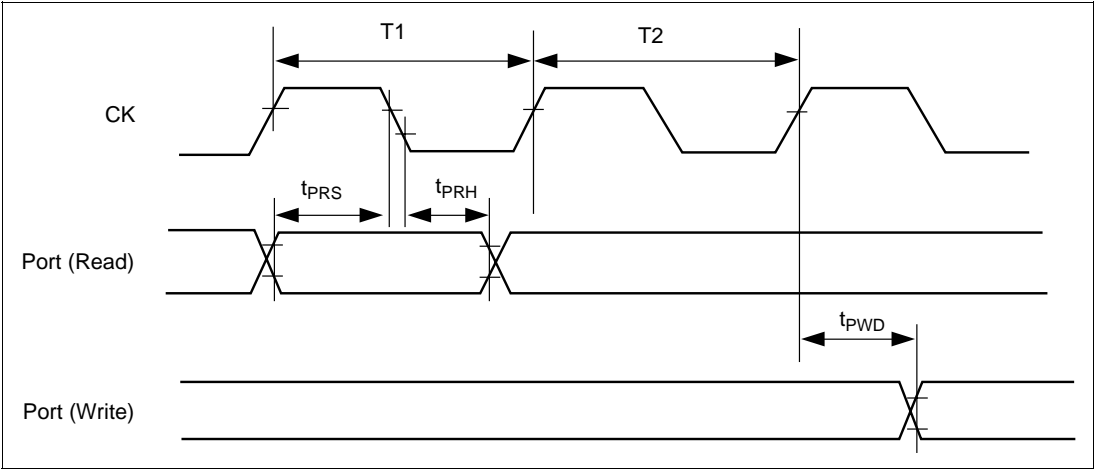 T1
T2
CK
tPRS
tPRH
Port (Read)
tPWD
Port (Write)